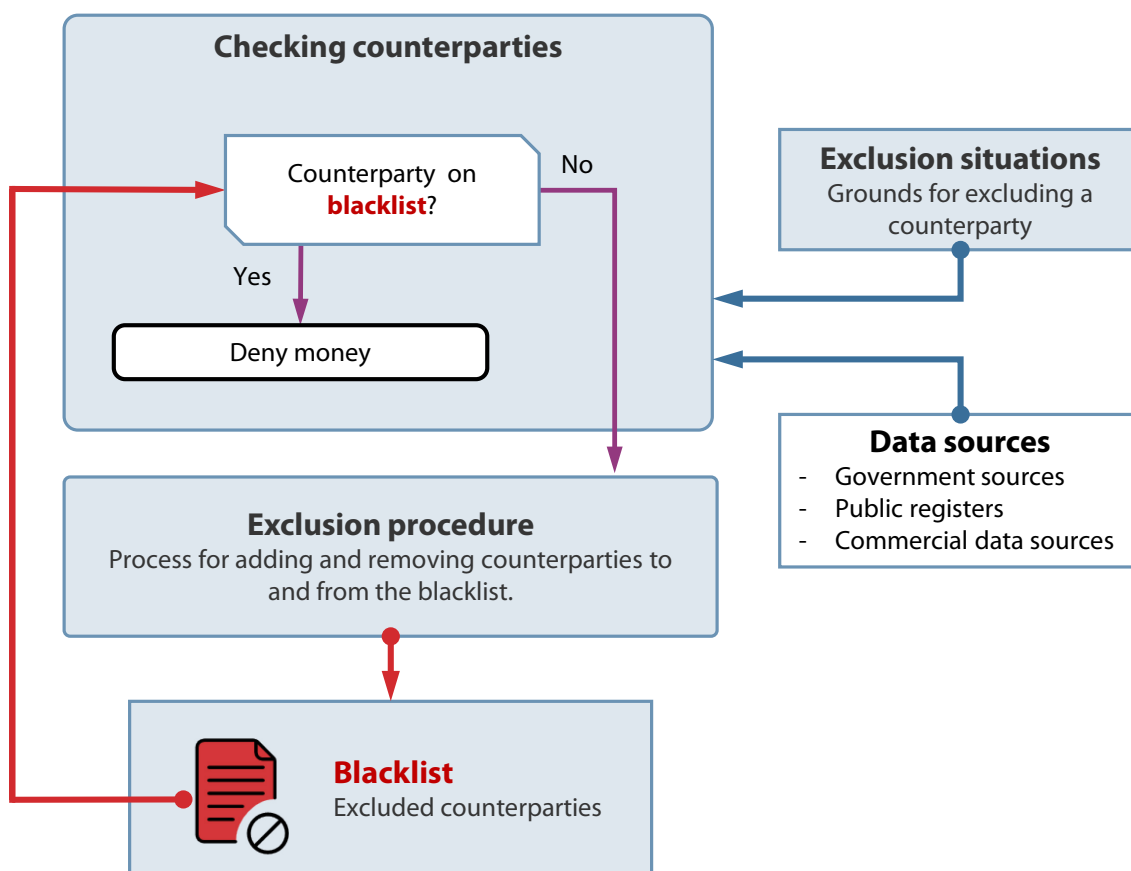 Checking counterparties
Counterparty on
blacklist?
No
Yes
Deny money
Exclusion situations
Grounds for excluding a
counterparty
Data sources
- Government sources
- Public registers
- Commercial data sources
Exclusion procedure
Process for adding and removing counterparties to
and from the blacklist.
Blacklist
Excluded counterparties